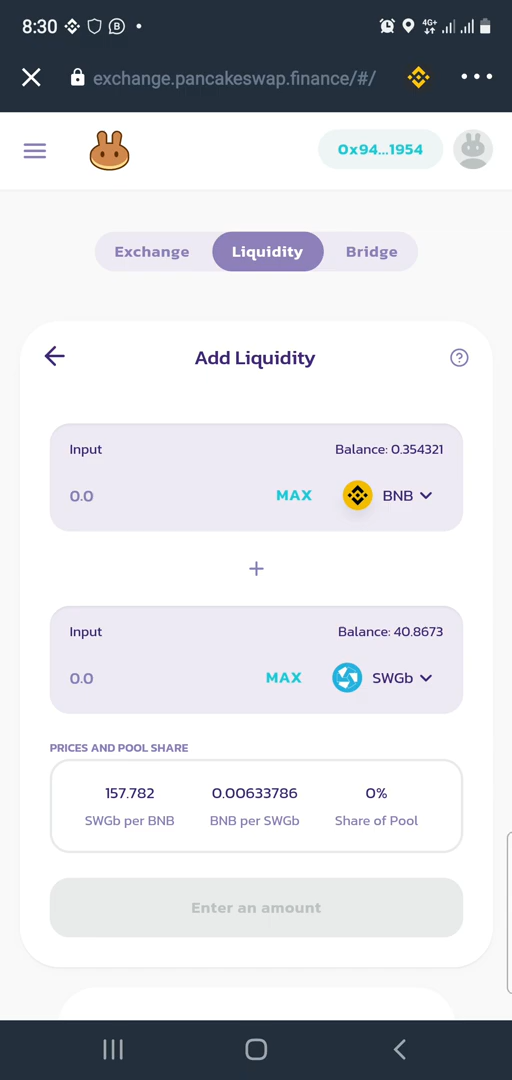 8:30 4G+
exchange.pancakeswap.finance/#/
0x94...1954
Exchange Liquidity Bridge
Add Liquidity
Input Balance: 0.354321
0.0 MAX BNB
+
Input Balance: 40.8673
0.0 MAX SWGb
PRICES AND POOL SHARE
157.782 0.00633786 0%
SWGb per BNB BNB per SWGb Share of Pool
Enter an amount